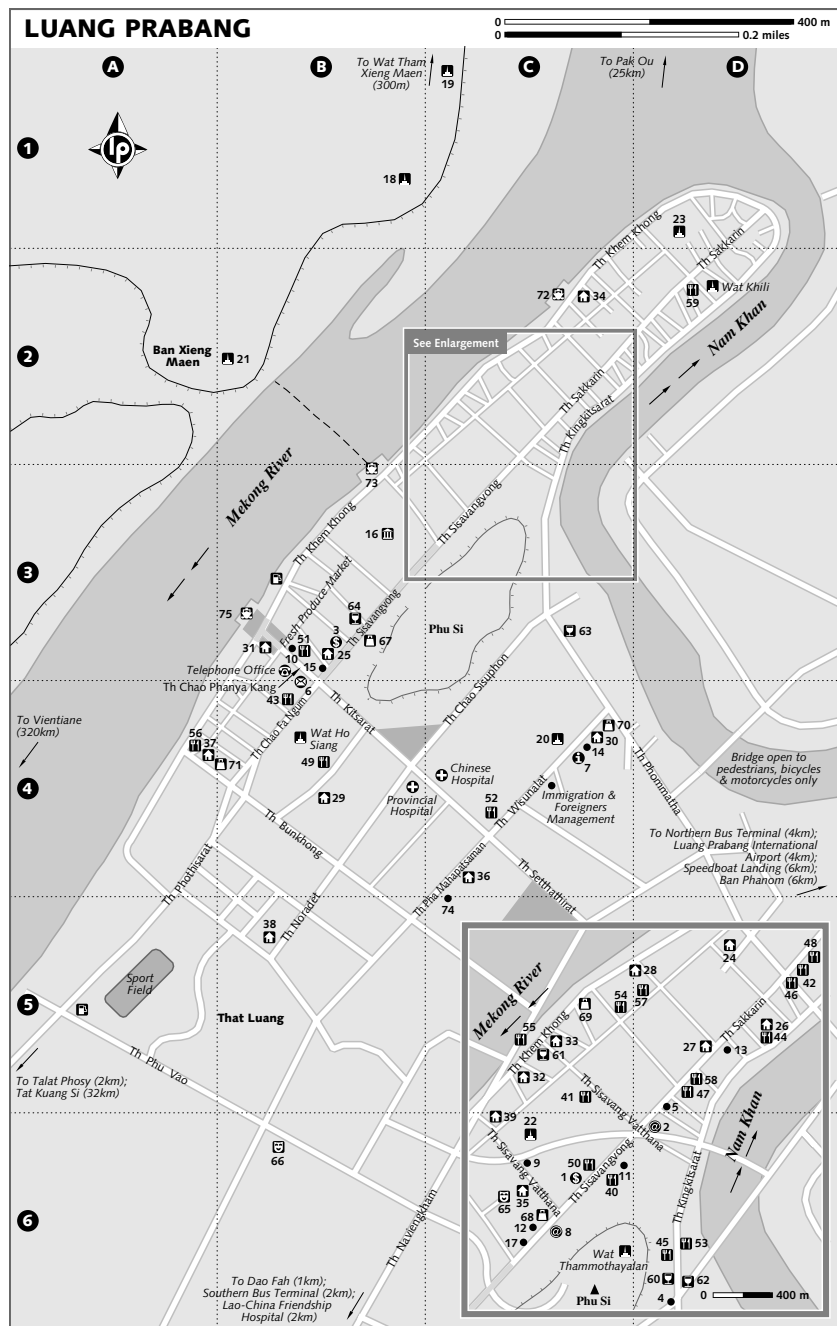 LUANG PRABANG
0 400 m
0 0.2 miles
A
B
C
D
To Wat Tham
Xieng Maen
(300m)
19
To Pak Ou
(25km)
1
lp
18
23
Th Khem Khong
Th Sakkarin
72
34
59
Wat Khili
Nam Khan
See Enlargement
2
Ban Xieng
Maen
21
Th Sakkarin
Th Kingkitsarat
Mekong River
73
Th Khem Khong
16
Th Sisavangvong
3
Fresh Produce Market
75
64
3
Th Sisavangvong
67
Phu Si
63
31
51
10
25
15
Telephone Office
6
Th Chao Phanya Kang
43
Th Chao Sisuphon
Th Kitsarat
Th Chao Fa Ngum
To Vientiane
(320km)
56
37
71
Wat Ho
Siang
49
20
70
30
14
7
Th Phommatha
Bridge open to
pedestrians, bicycles
& motorcycles only
4
Chinese
Hospital
Provincial
Hospital
29
52
Th Wisunalat
Immigration &
Foreigners
Management
Th Bunkhong
To Northern Bus Terminal (4km);
Luang Prabang International
Airport (4km);
Speedboat Landing (6km);
Ban Phanom (6km)
Th Phothisarat
Th Pha Mahapatsaman
Th Setthathirat
36
74
Th Noradet
38
Sport
Field
5
That Luang
Th Phu Vao
To Talat Phosy (2km);
Tat Kuang Si (32km)
66
6
Th Naviengkham
To Dao Fah (1km);
Southern Bus Terminal (2km);
Lao-China Friendship
Hospital (2km)
48
24
28
42
46
57
54
69
Mekong River
55
Th Khem Khong
33
61
Th Sakkarin
26
44
27
13
32
58
47
41
Th Sisavang Vatthana
5
39
22
2
Nam Khan
Th Sisavang Vatthana
9
50
1
11
40
Th Sisavangvong
Th Kingkitsarat
65
35
68
12
8
17
Wat
Thammothayalan
45
53
60
62
Phu Si
4
0 400 m